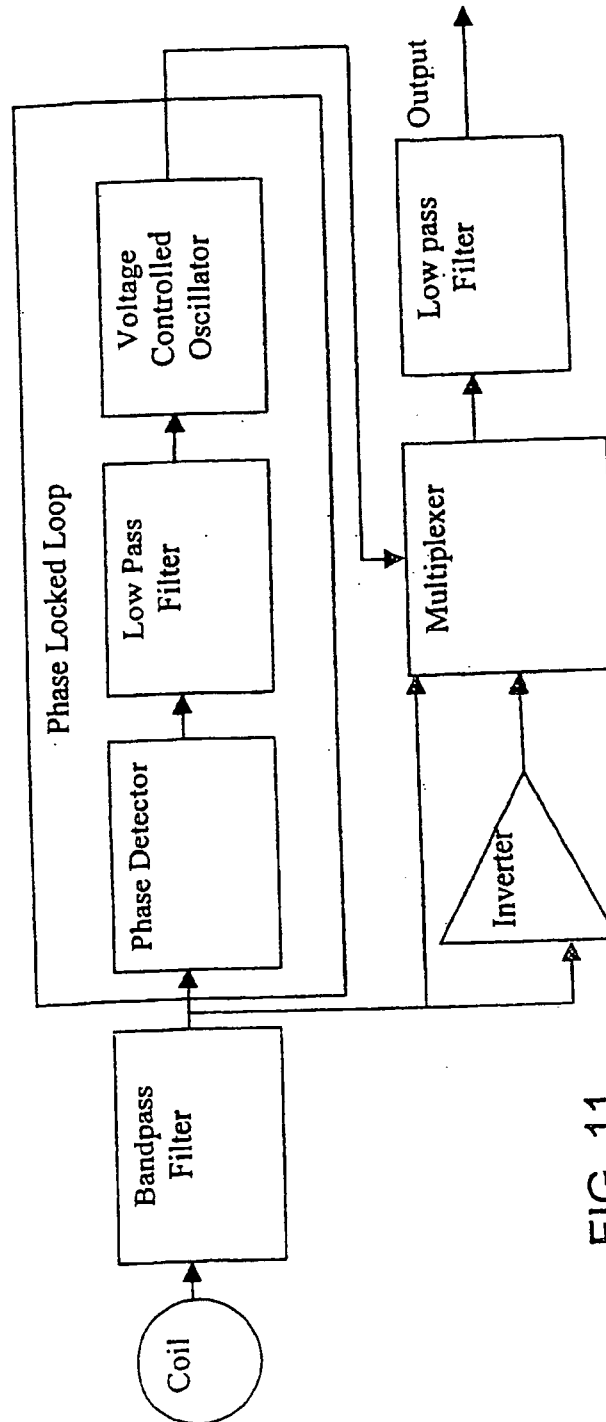 Phase Locked Loop
Coil
Bandpass
Filter
Phase Detector
Low Pass
Filter
Voltage
Controlled
Oscillator
Inverter
Multiplexer
Low pass
Filter
Output
FIG. 11